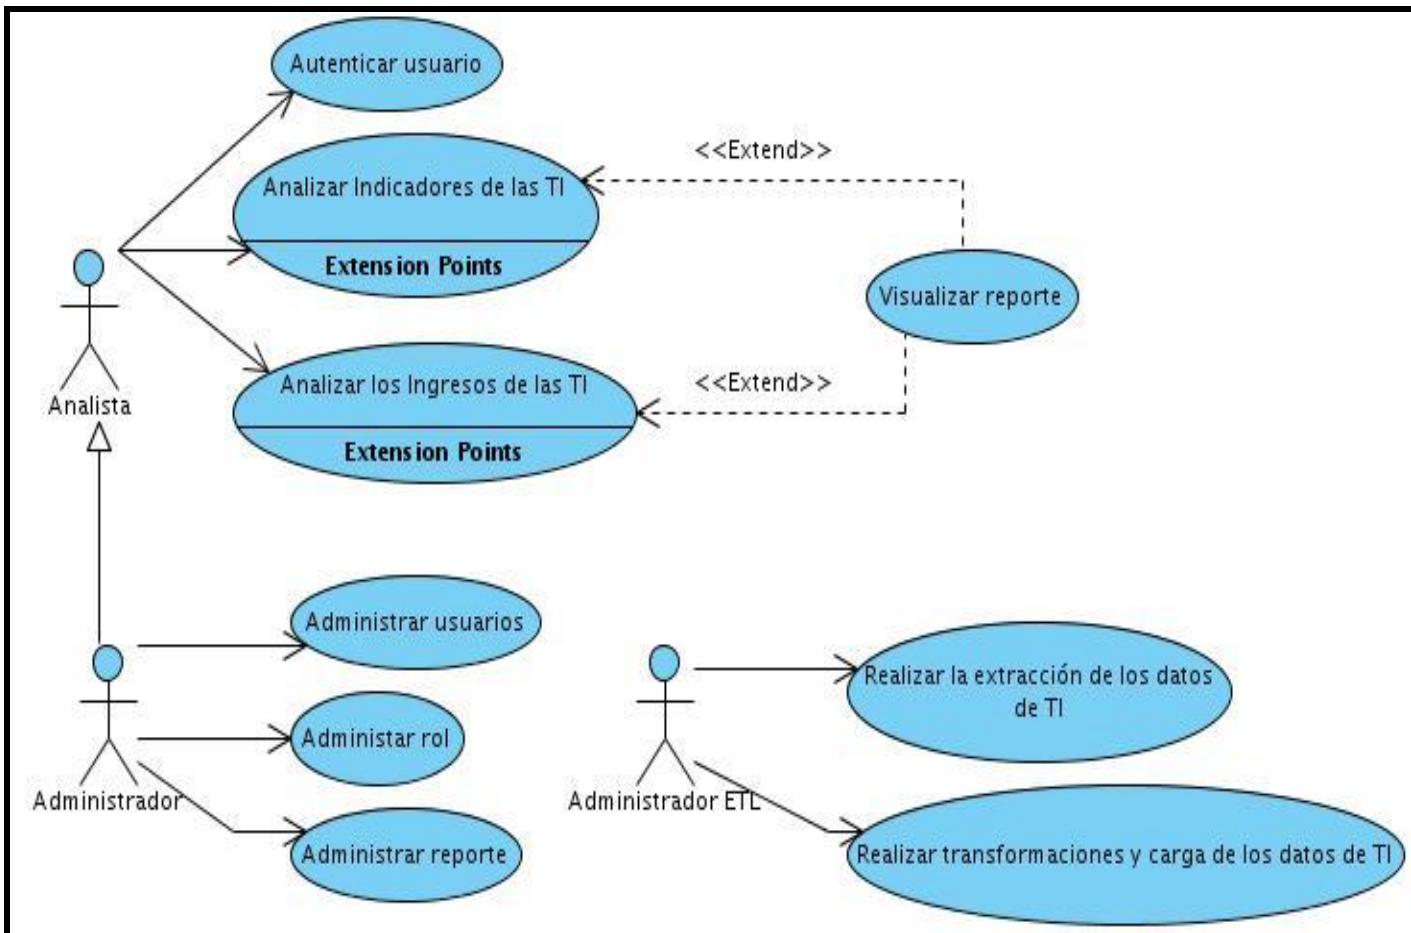 Autenticar usuario
<<Extend>>
Analizar Indicadores de las TI
Extension Points
Visualizar reporte
Analista
Analizar los Ingresos de las TI
<<Extend>>
Extension Points
Administrar usuarios
Realizar la extracción de los datos
de TI
Administar rol
Administrador
Administrador ETL
Administrar reporte
Realizar transformaciones y carga de los datos de TI